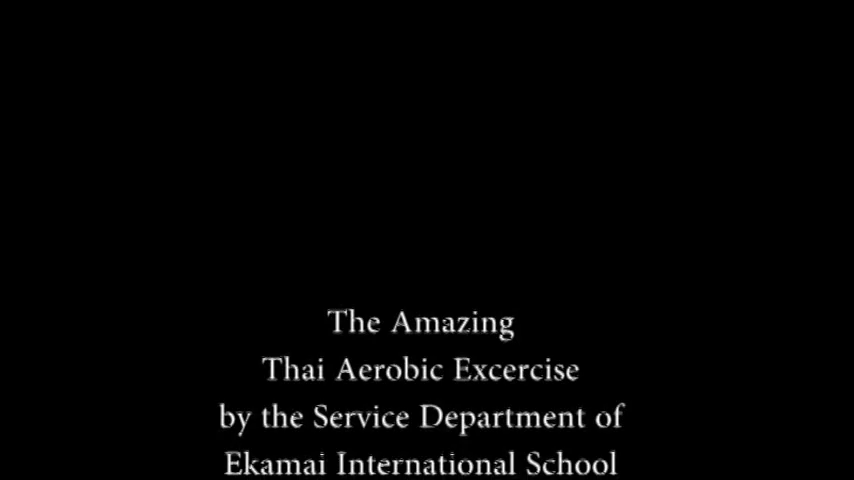 The Amazing
Thai Aerobic Excercise
by the Service Department of
Ekamai International School